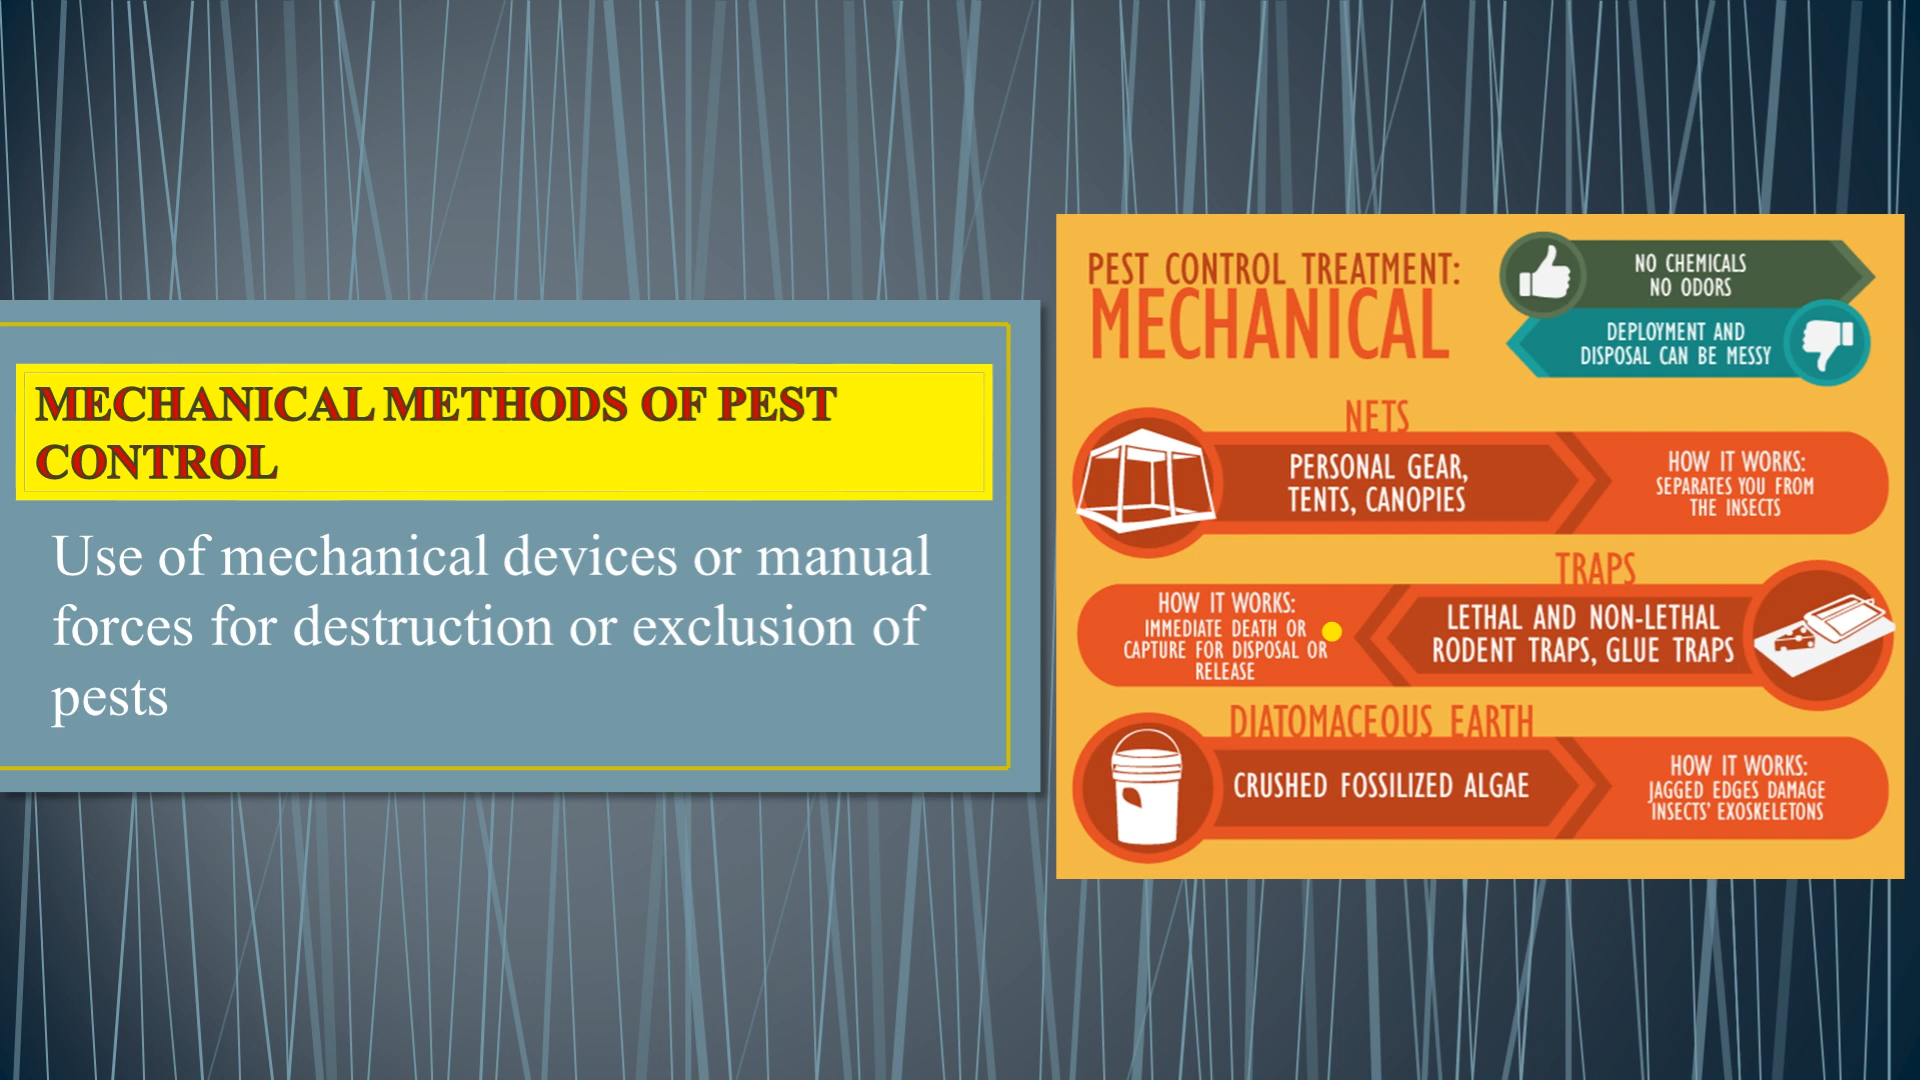 MECHANICAL METHODS OF PEST
CONTROL
Use of mechanical devices or manual
forces for destruction or exclusion of
pests
PEST CONTROL TREATMENT:
MECHANICAL
NO CHEMICALS
NO ODORS
DEPLOYMENT AND
DISPOSAL CAN BE MESSY
NETS
PERSONAL GEAR,
TENTS, CANOPIES
HOW IT WORKS:
SEPARATES YOU FROM
THE INSECTS
TRAPS
HOW IT WORKS:
IMMEDIATE DEATH OR
CAPTURE FOR DISPOSAL OR
RELEASE
LETHAL AND NON-LETHAL
RODENT TRAPS, GLUE TRAPS
DIATOMACEOUS EARTH
CRUSHED FOSSILIZED ALGAE
HOW IT WORKS:
JAGGED EDGES DAMAGE
INSECTS' EXOSKELETONS